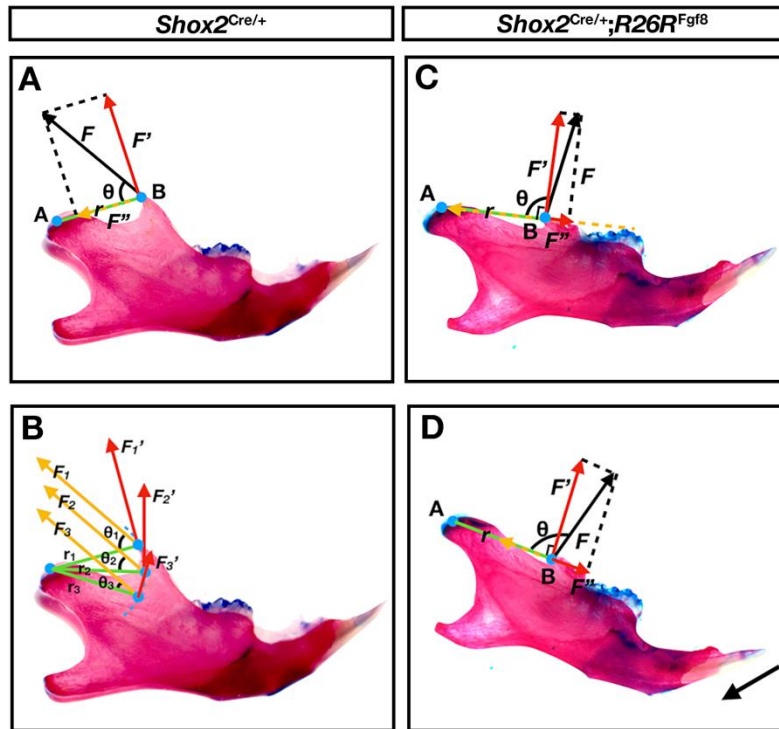 Shox2Cre/+
Shox2Cre/+;R26RFgf8
A
F
F'
θ
B
A
r
F''
C
F'
F
A
θ
r
B
F''
B
F1
F1'
F2
F2'
F3
θ1
F3'
r1
θ2
r2
θ3
r3
D
F'
A
θ
F
r
B
F''